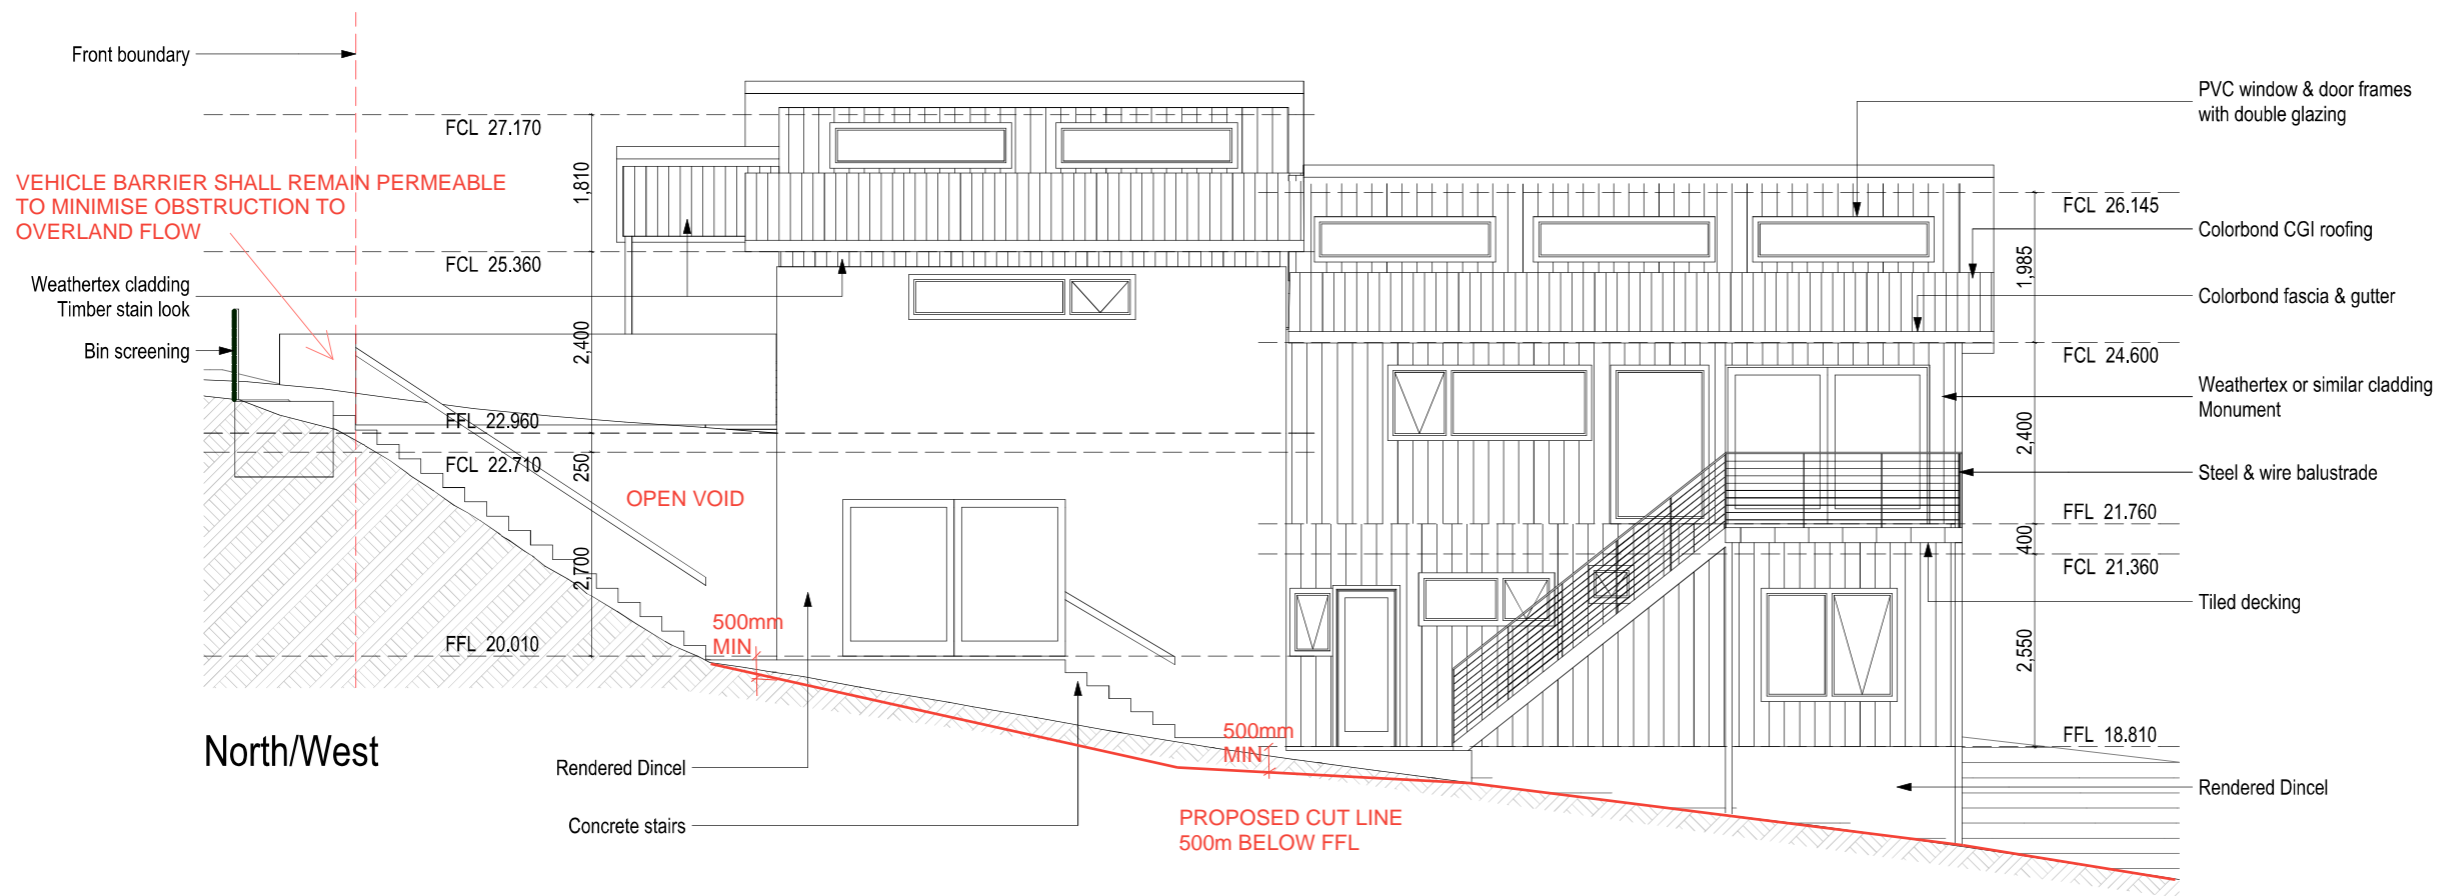 Front boundary
FCL 27.170
VEHICLE BARRIER SHALL REMAIN PERMEABLE
TO MINIMISE OBSTRUCTION TO
OVERLAND FLOW
1,810
FCL 25.360
Weathertex cladding
Timber stain look
Bin screening
2,400
FFL 22.960
FCL 22.710
250
OPEN VOID
2,700
500mm
MIN
FFL 20.010
North/West
Rendered Dincel
Concrete stairs
500mm
MIN
PROPOSED CUT LINE
500m BELOW FFL
PVC window & door frames
with double glazing
FCL 26.145
Colorbond CGI roofing
1,985
Colorbond fascia & gutter
FCL 24.600
Weathertex or similar cladding
Monument
2,400
Steel & wire balustrade
FFL 21.760
400
FCL 21.360
Tiled decking
2,550
FFL 18.810
Rendered Dincel